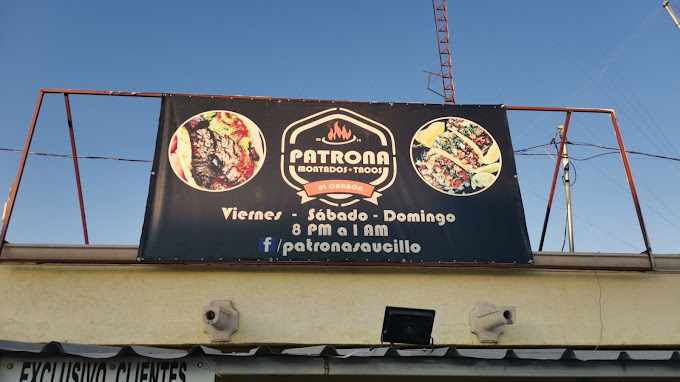 PATRONA
MONTADOS • TACOS
AL CARBÓN
Viernes - Sábado - Domingo
8 PM a 1 AM
f/patronasaucillo
EXCLUSIVO CLIENTES